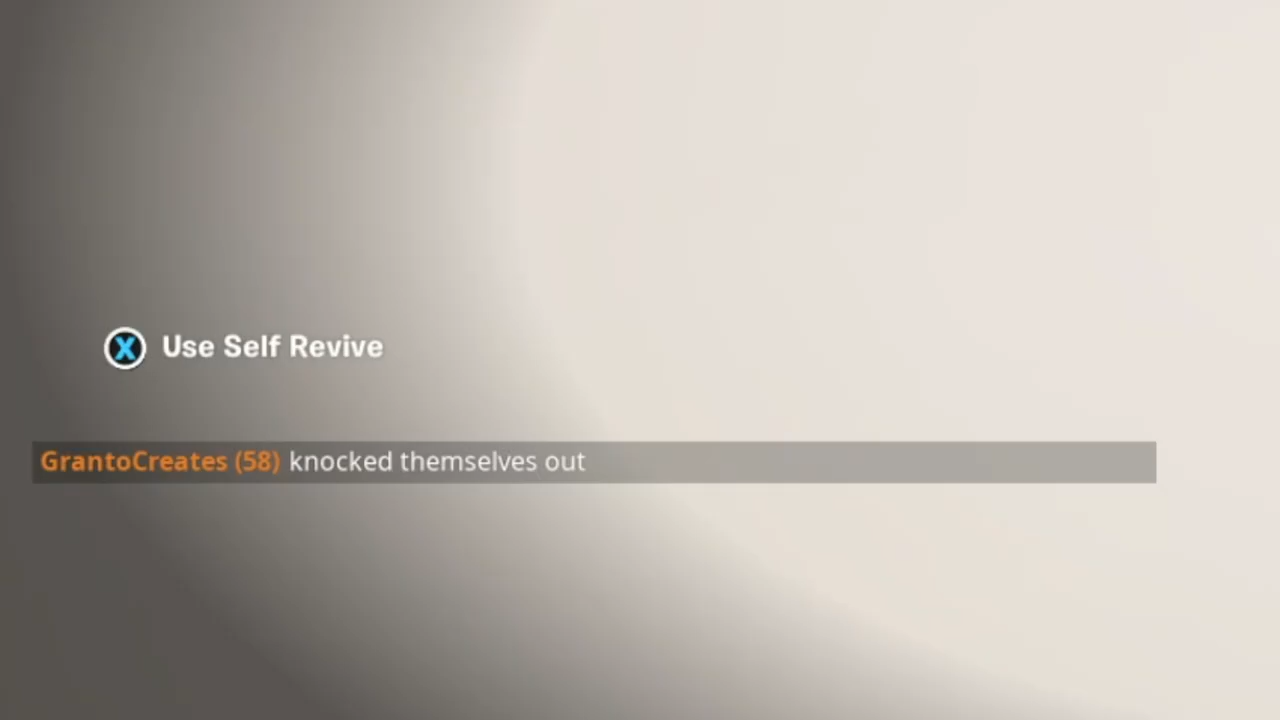 X Use Self Revive
GrantoCreates (58) knocked themselves out